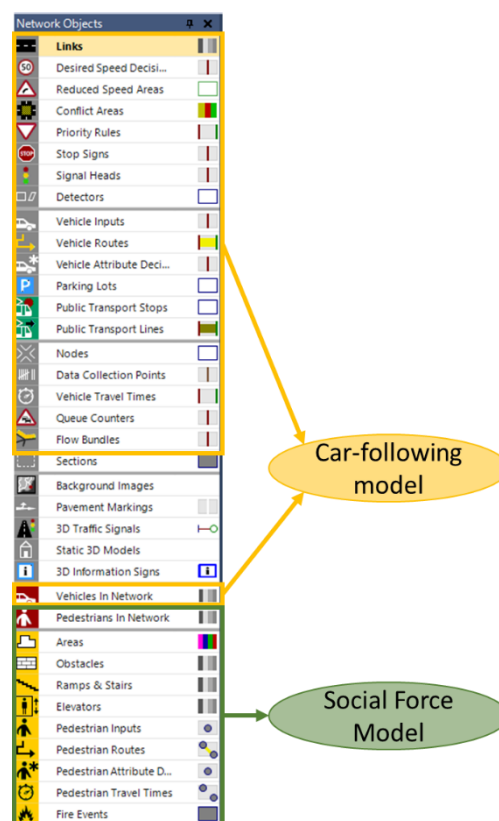 Network Objects
Links
50
Desired Speed Decisi...
Reduced Speed Areas
Conflict Areas
Priority Rules
STOP
Stop Signs
Signal Heads
Detectors
Vehicle Inputs
Vehicle Routes
Vehicle Attribute Deci...
P
Parking Lots
Public Transport Stops
Public Transport Lines
Nodes
Data Collection Points
Vehicle Travel Times
Queue Counters
Flow Bundles
Sections
Background Images
Pavement Markings
3D Traffic Signals
Static 3D Models
i
3D Information Signs
i
Vehicles In Network
Pedestrians In Network
Areas
Obstacles
Ramps & Stairs
Elevators
Pedestrian Inputs
Pedestrian Routes
Pedestrian Attribute D...
Pedestrian Travel Times
Fire Events
Car-following
model
Social Force
Model